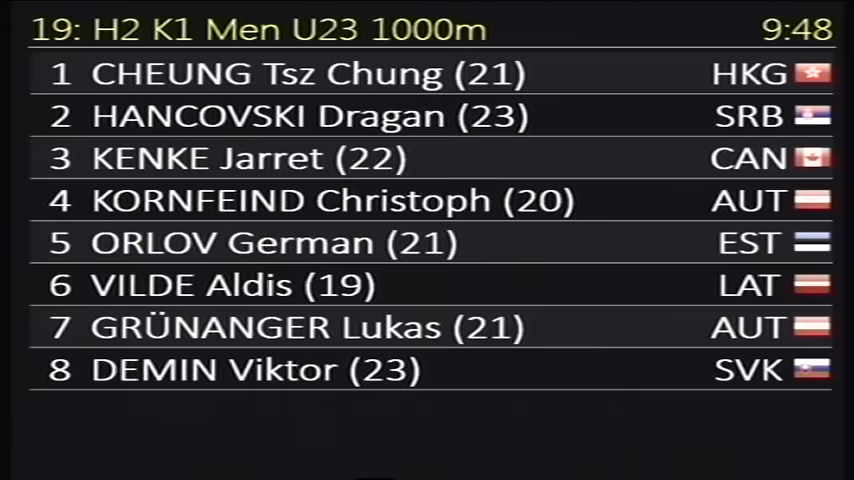 19: H2 K1 Men U23 1000m 9:48
1 CHEUNG Tsz Chung (21) HKG
2 HANCOVSKI Dragan (23) SRB
3 KENKE Jarret (22) CAN
4 KORNFEIND Christoph (20) AUT
5 ORLOV German (21) EST
6 VILDE Aldis (19) LAT
7 GRÜNANGER Lukas (21) AUT
8 DEMIN Viktor (23) SVK